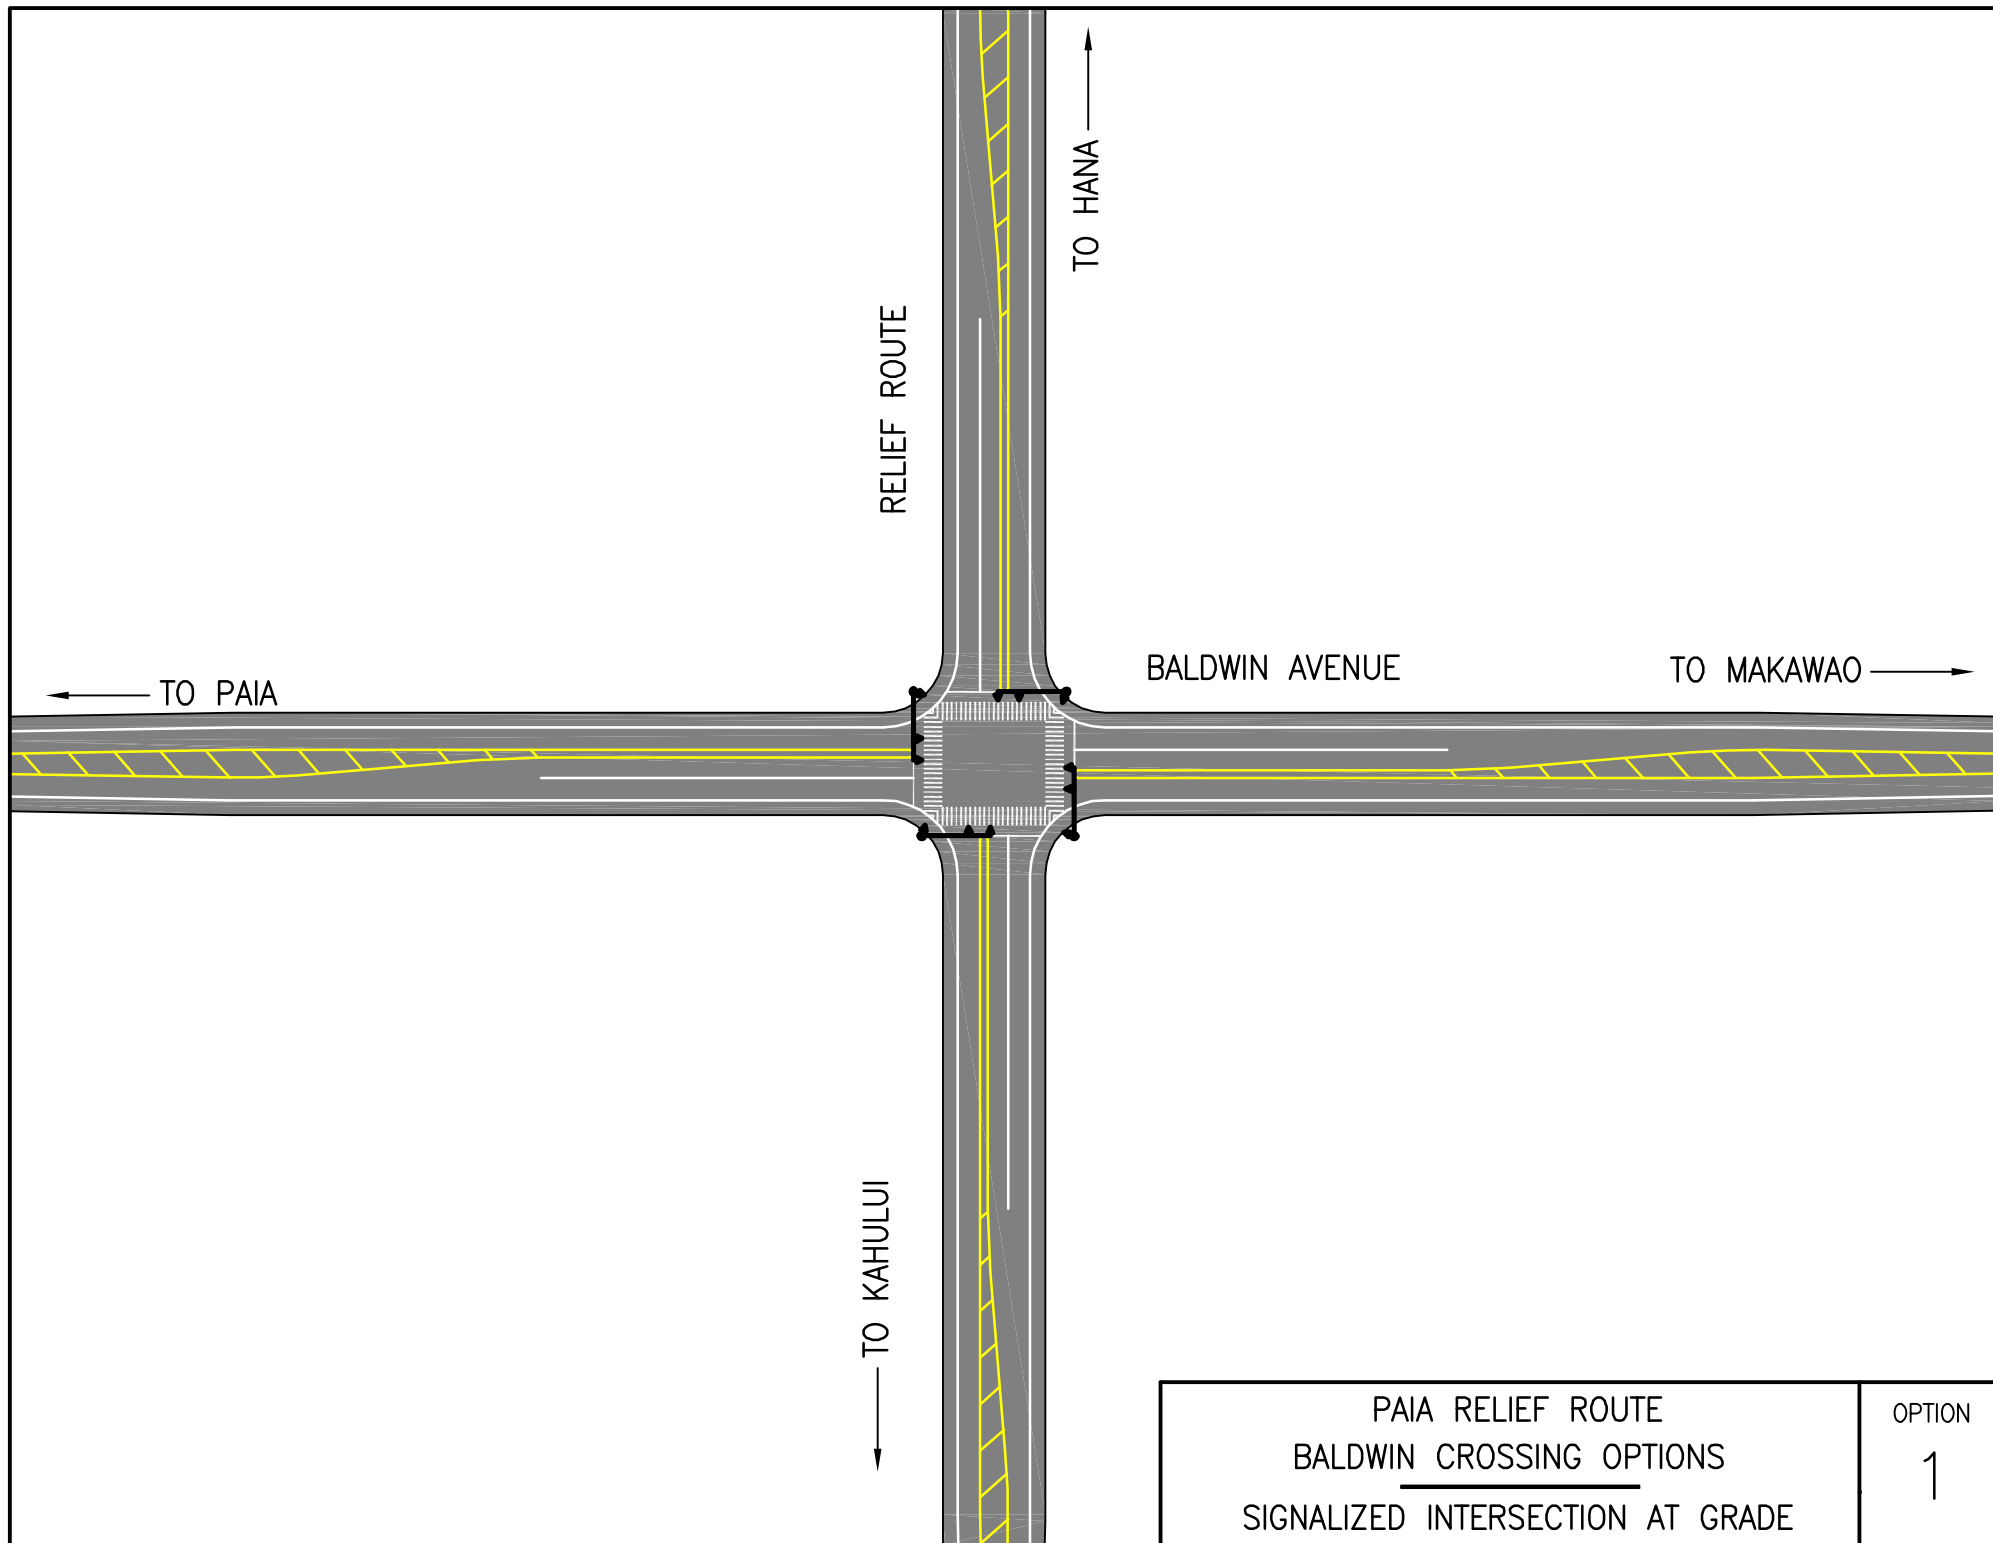 TO HANA
RELIEF ROUTE
BALDWIN AVENUE
TO MAKAWAO
TO PAIA
TO KAHULUI
PAIA RELIEF ROUTE
BALDWIN CROSSING OPTIONS
SIGNALIZED INTERSECTION AT GRADE
OPTION
1